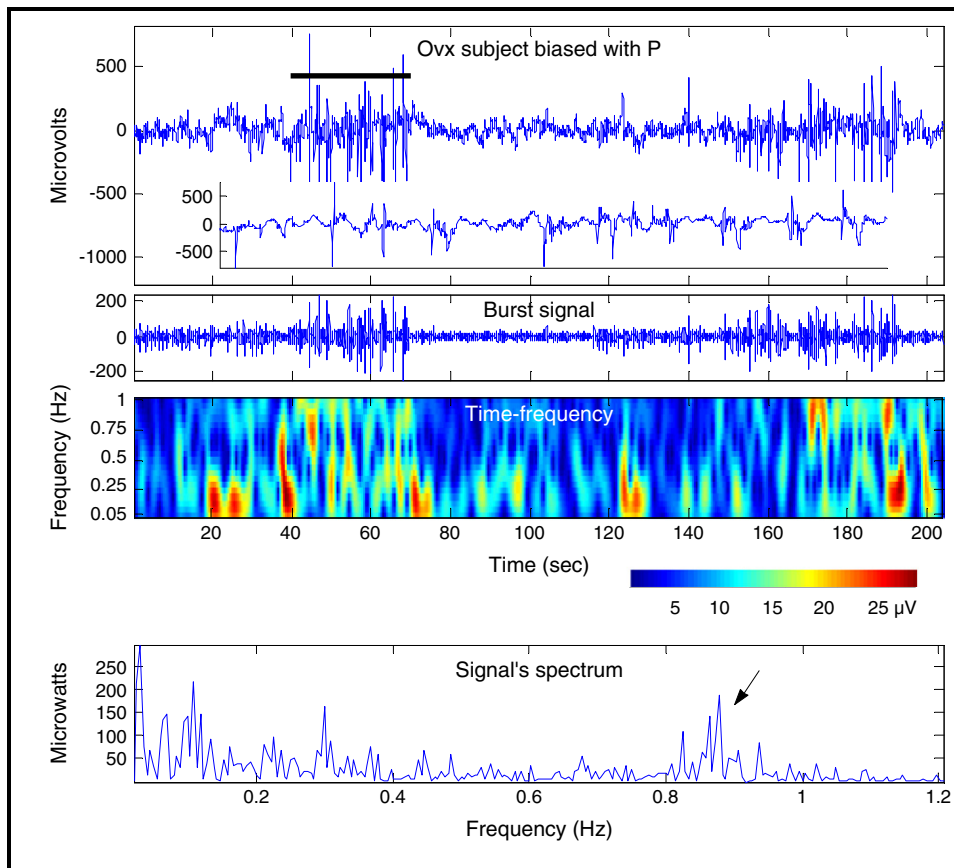 Ovx subject biased with P
Microvolts
500
0
-500
-1000
500
0
-500
Burst signal
200
0
-200
Time-frequency
Frequency (Hz)
1
0.75
0.5
0.25
0.05
20 40 60 80 100 120 140 160 180 200
Time (sec)
5 10 15 20 25 µV
Signal's spectrum
Microwatts
250
200
150
100
50
0.2 0.4 0.6 0.8 1 1.2
Frequency (Hz)